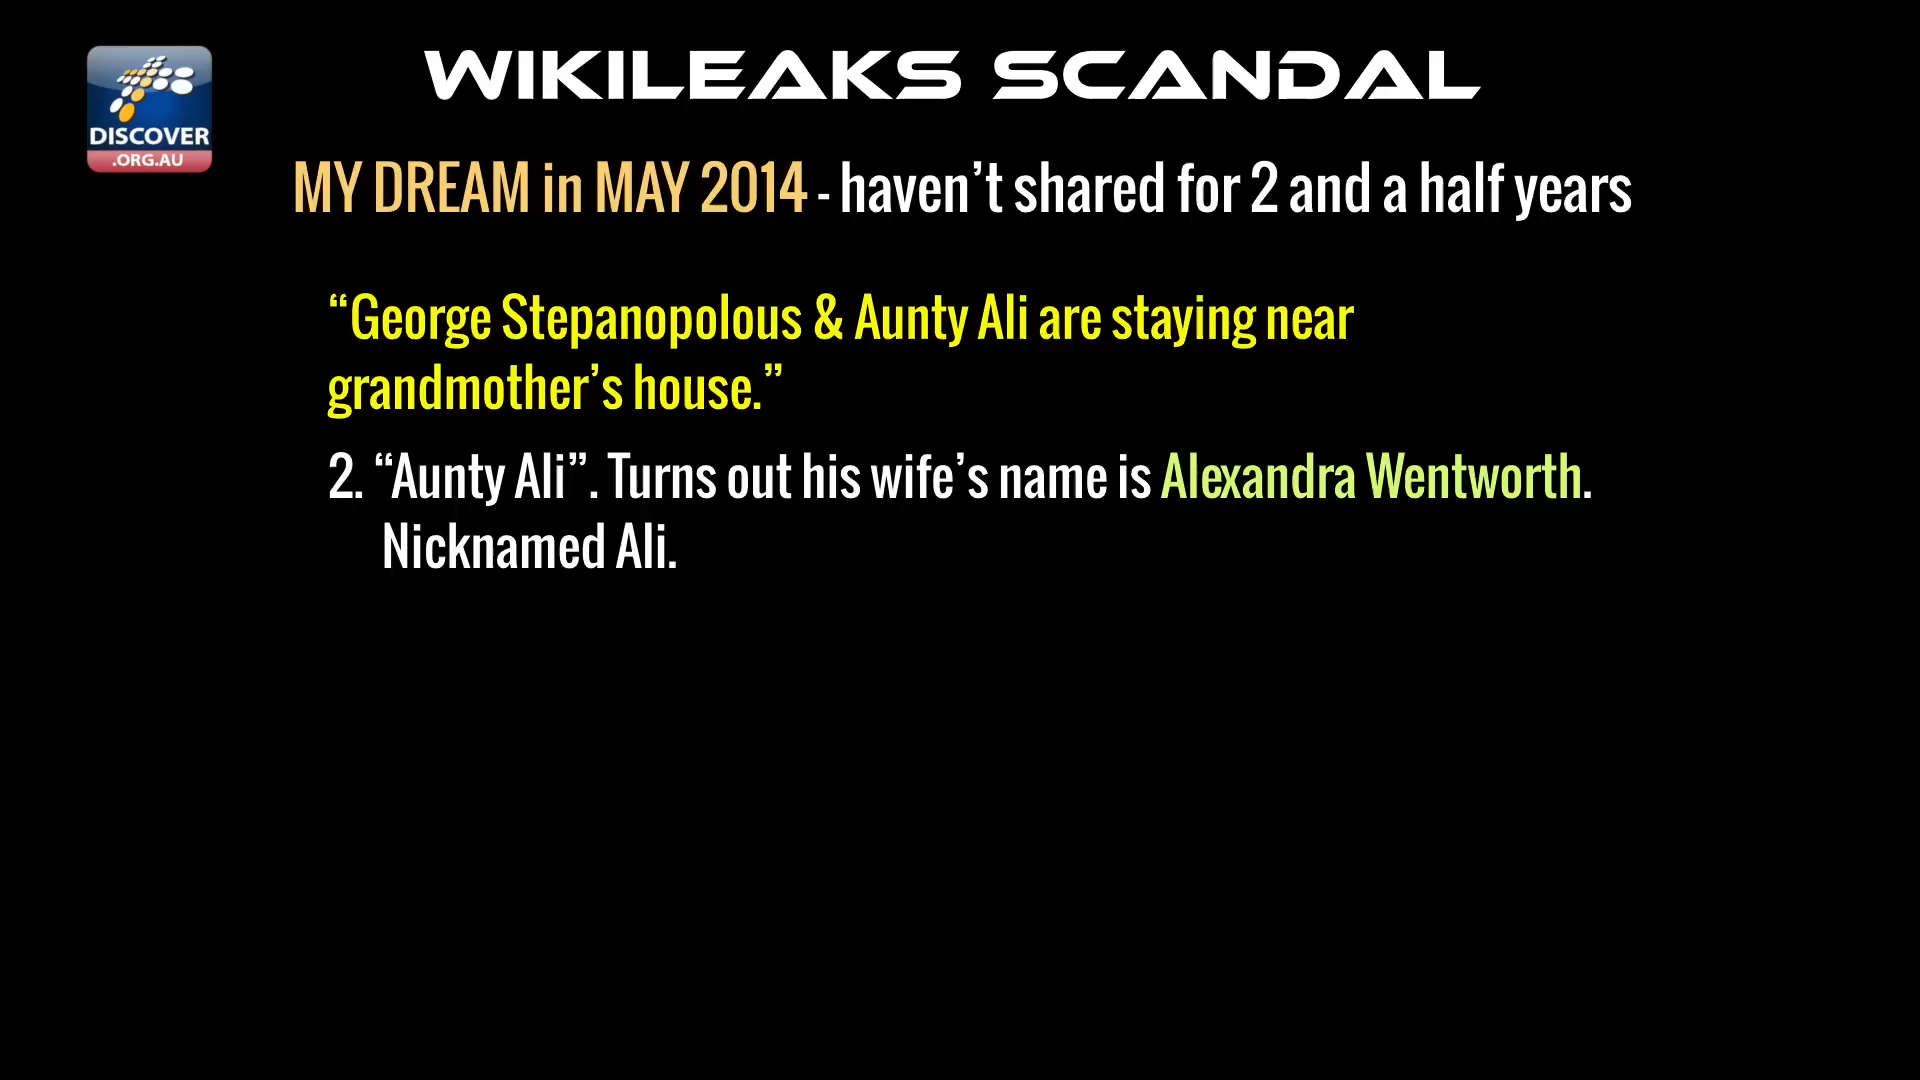 WIKILEAKS SCANDAL
DISCOVER
.ORG.AU
MY DREAM in MAY 2014 - haven’t shared for 2 and a half years
“George Stepanopolous & Aunty Ali are staying near
grandmother’s house.”
2. “Aunty Ali”. Turns out his wife’s name is Alexandra Wentworth.
Nicknamed Ali.